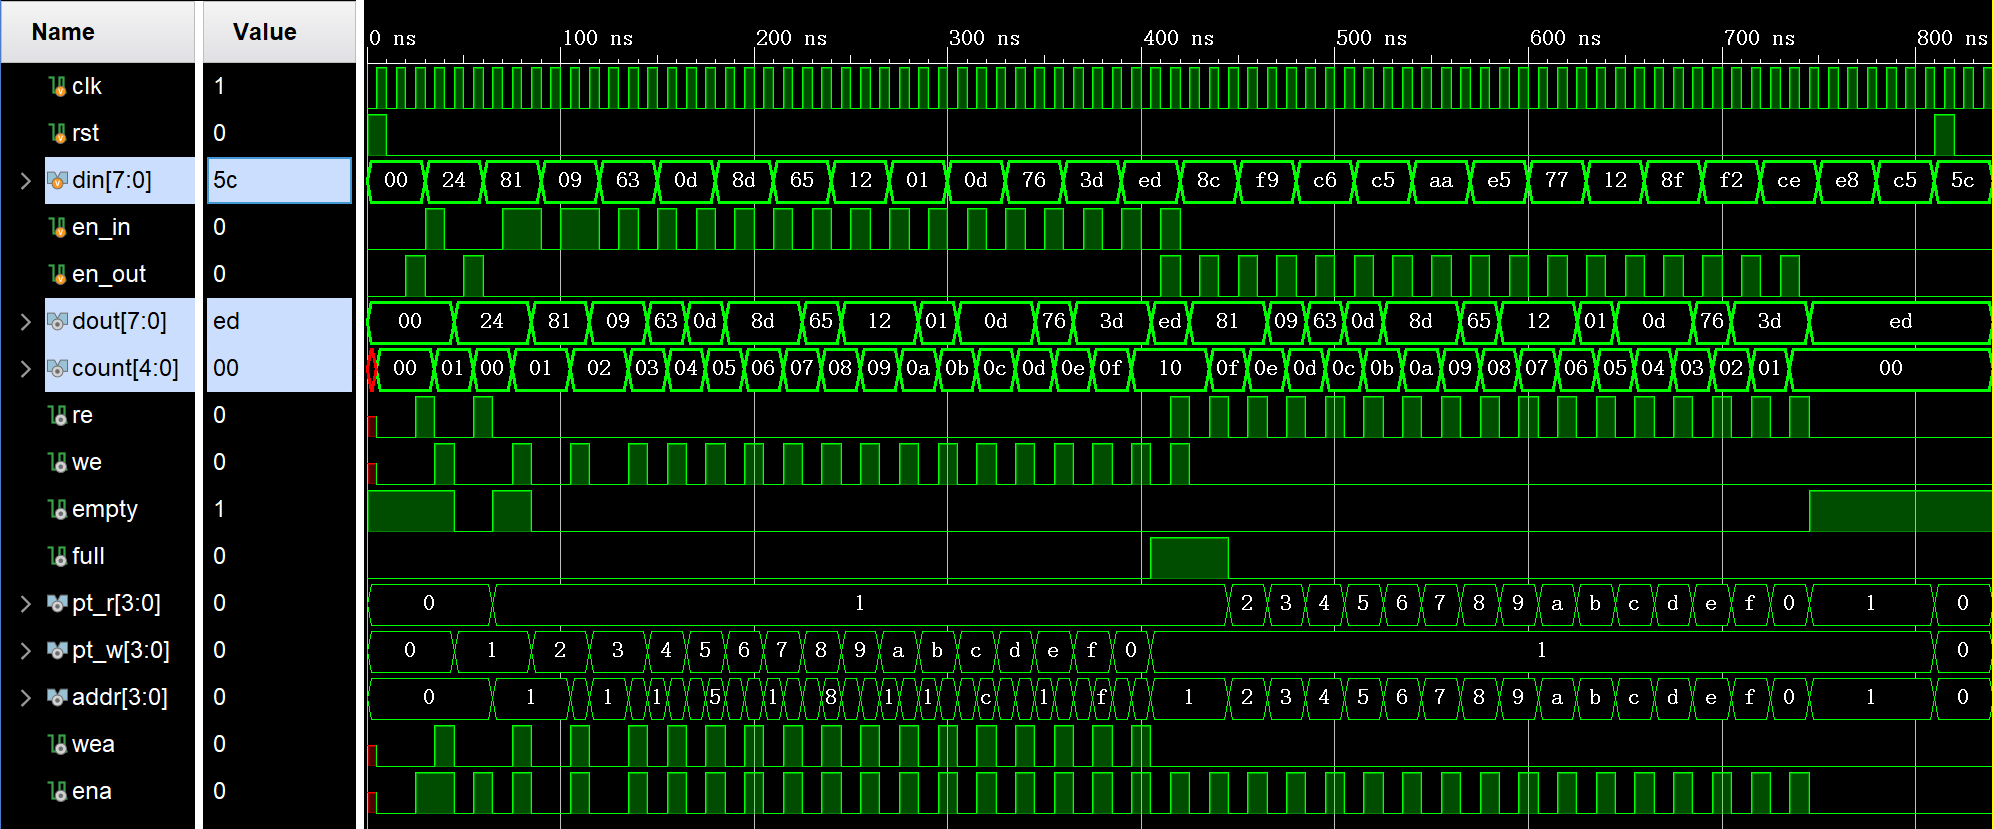 Name Value 0 ns 100 ns 200 ns 300 ns 400 ns 500 ns 600 ns 700 ns 800 ns
clk 1
rst 0
din[7:0] 5c 00 24 81 09 63 0d 8d 65 12 01 0d 76 3d ed 8c f9 c6 c5 aa e5 77 12 8f f2 ce e8 c5 5c
en_in 0
en_out 0
dout[7:0] ed 00 24 81 09 63 0d 8d 65 12 01 0d 76 3d ed 81 09 63 0d 8d 65 12 01 0d 76 3d ed
count[4:0] 00 00 01 00 01 02 03 04 05 06 07 08 09 0a 0b 0c 0d 0e 0f 10 0f 0e 0d 0c 0b 0a 09 08 07 06 05 04 03 02 01 00
re 0
we 0
empty 1
full 0
pt_r[3:0] 0 0 1 2 3 4 5 6 7 8 9 a b c d e f 0 1 0
pt_w[3:0] 0 0 1 2 3 4 5 6 7 8 9 a b c d e f 0 1 0
addr[3:0] 0 0 1 1 1 5 1 8 1 1 c 1 f 1 2 3 4 5 6 7 8 9 a b c d e f 0 1 0
wea 0
ena 0